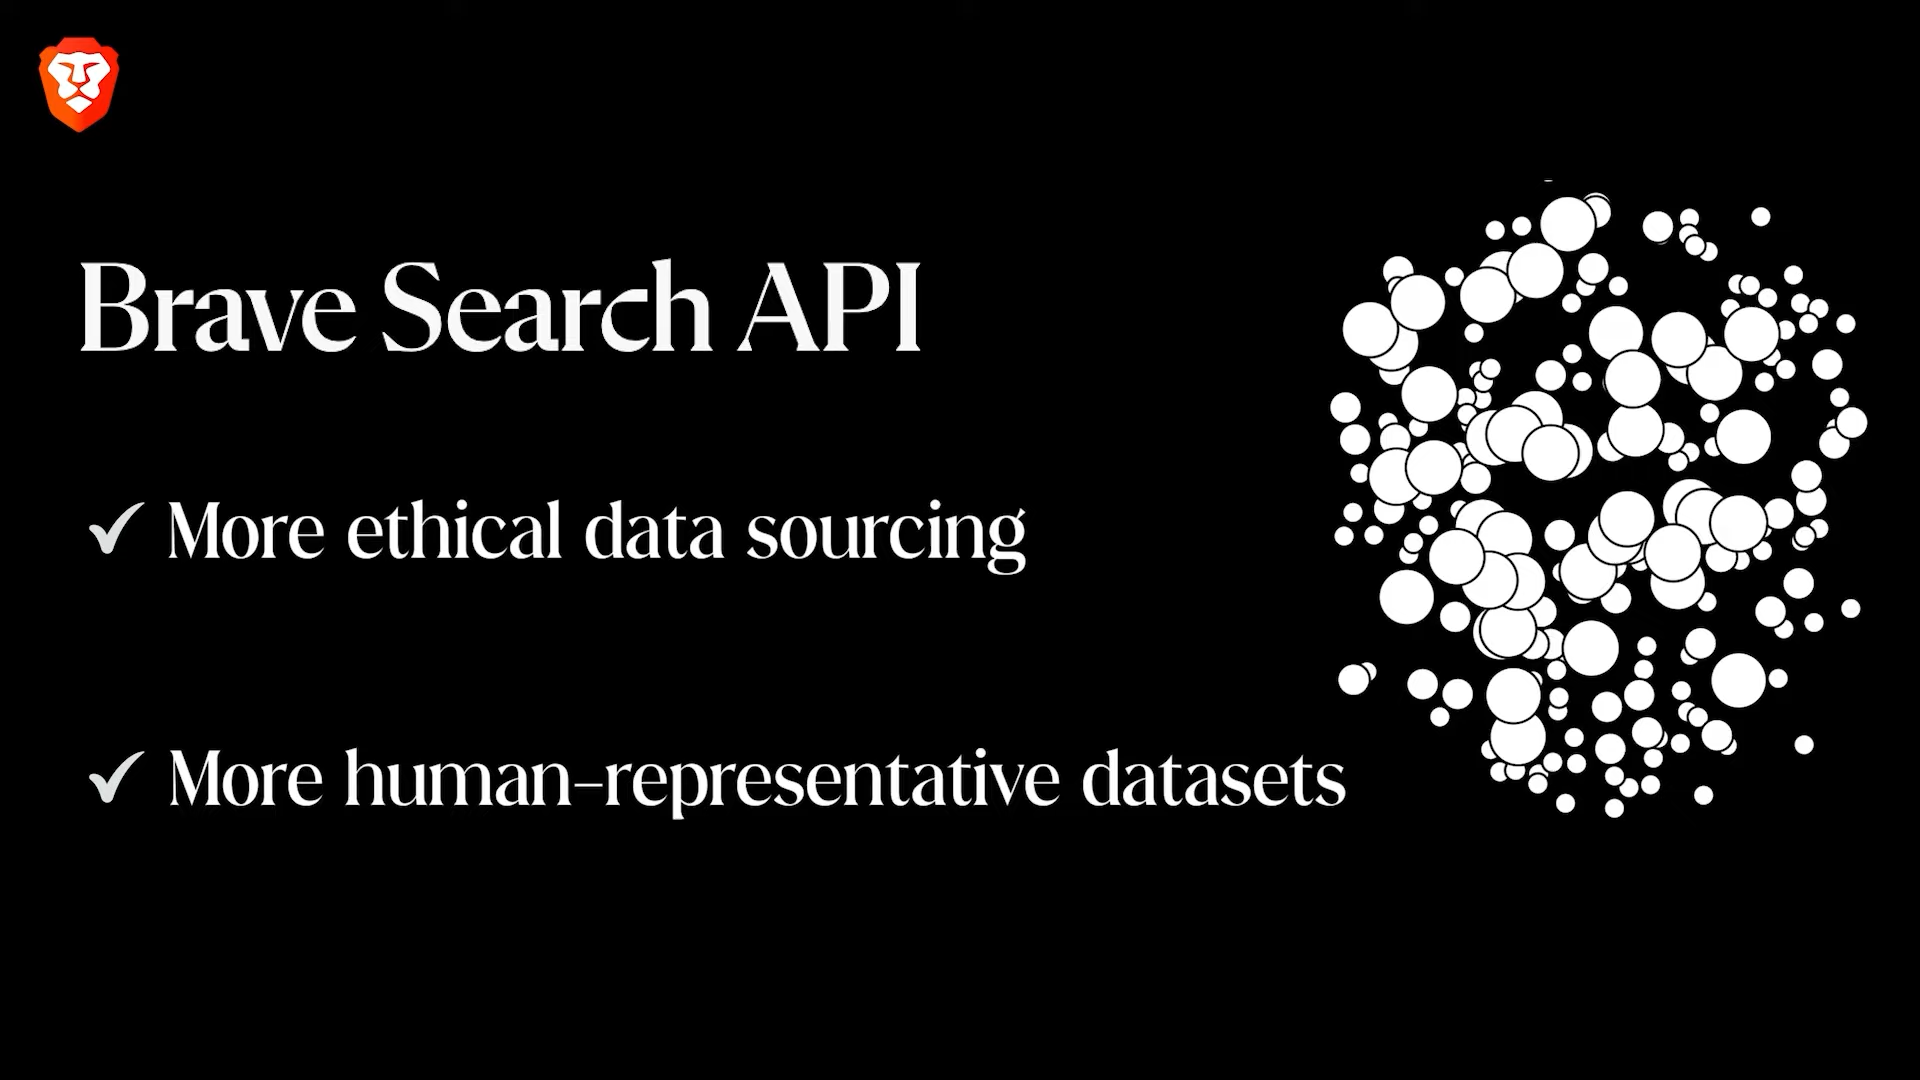 Brave Search API
✓ More ethical data sourcing
✓ More human-representative datasets